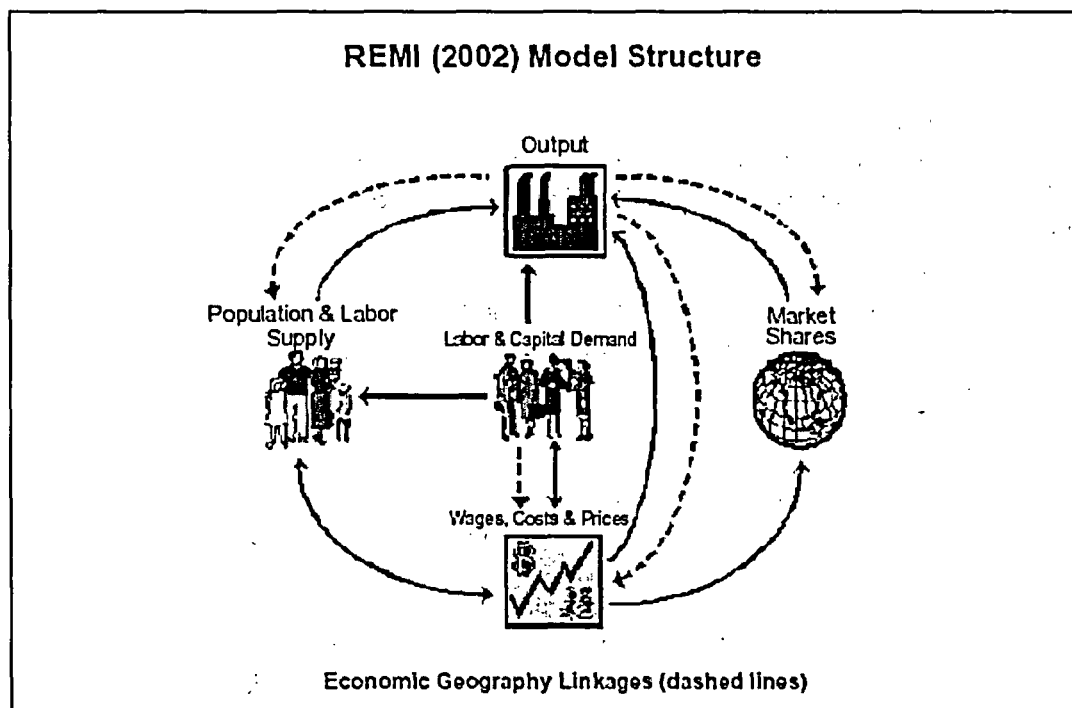 REMI (2002) Model Structure
Output
Population & Labor
Supply
Labor & Capital Demand
Market
Shares
Wages, Costs & Prices
Economic Geography Linkages (dashed lines)